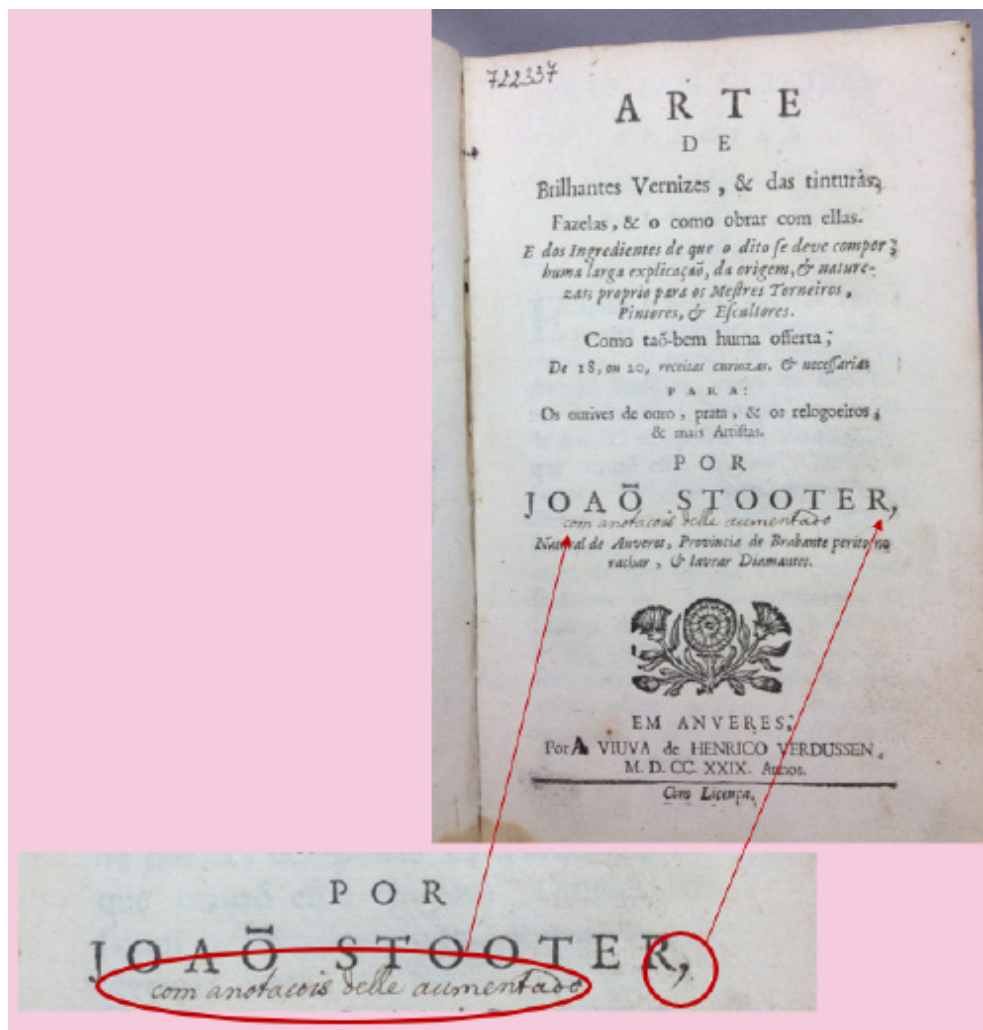 722337
ARTE
DE
Brilhantes Vernizes, & das tinturas,
Fazelas, & o como obrar com ellas.
E dos Ingredientes de que o dito se deve compor;
huma larga explicaçaõ, da origem, & nature-
zas; proprio para os Mestres Torneiros,
Pintores, & Escultores.
Como taõ-bem huma offerta;
De 18, ou 20, receitas curiozas, & necessarias
PARA:
Os ourives de ouro, prata, & os relogoeiros;
& mais Artistas.
POR
JOAÕ STOOTER,
com anotacois delle aumentado
Natural de Anveres, Provincia de Brabante perito no
rachar, & lavrar Diamantes.
EM ANVERES;
Por A VIUVA de HENRICO VERDUSSEN,
M. D. CC. XXIX. Annos.
Com Licença,
POR
JOAÕ STOOTER,
com anotacois delle aumentado